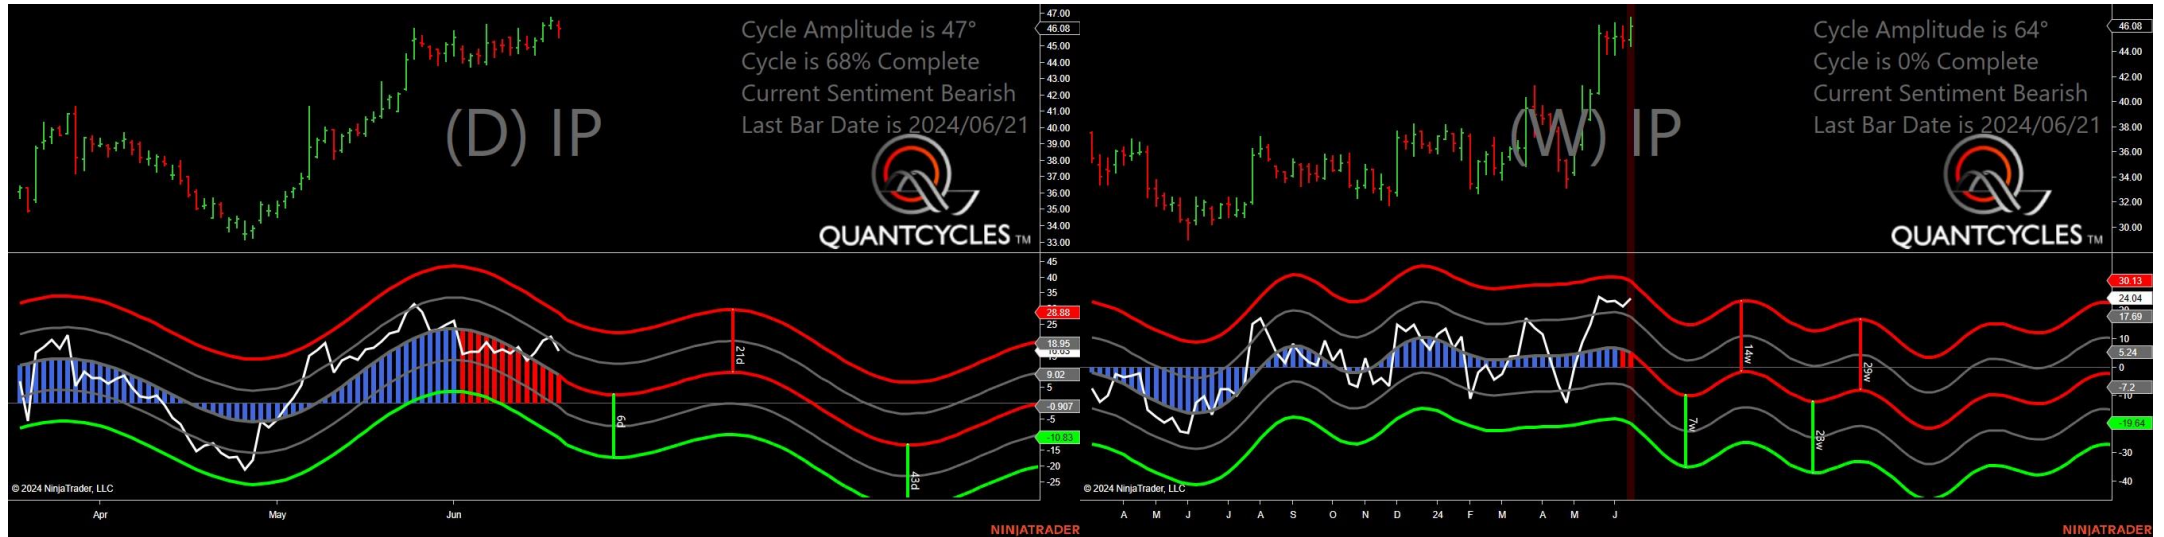 Cycle Amplitude is 47°
Cycle is 68% Complete
Current Sentiment Bearish
Last Bar Date is 2024/06/21
(D) IP
QUANTCYCLES TM
47.00
46.08
45.00
44.00
43.00
42.00
41.00
40.00
39.00
38.00
37.00
36.00
35.00
34.00
33.00
45
40
35
28.88
25
18.95
9.02
5
-0.907
-5
-10.83
-15
-20
-25
21d
6d
43d
© 2024 NinjaTrader, LLC
Apr May Jun
NINJATRADER
Cycle Amplitude is 64°
Cycle is 0% Complete
Current Sentiment Bearish
Last Bar Date is 2024/06/21
(W) IP
QUANTCYCLES TM
46.08
44.00
42.00
40.00
38.00
36.00
34.00
32.00
30.00
30.13
24.04
17.69
10
5.24
0
-7.2
-10
-19.64
-30
-40
14w
29w
7w
28w
© 2024 NinjaTrader, LLC
A M J J A S O N D 24 F M A M J
NINJATRADER